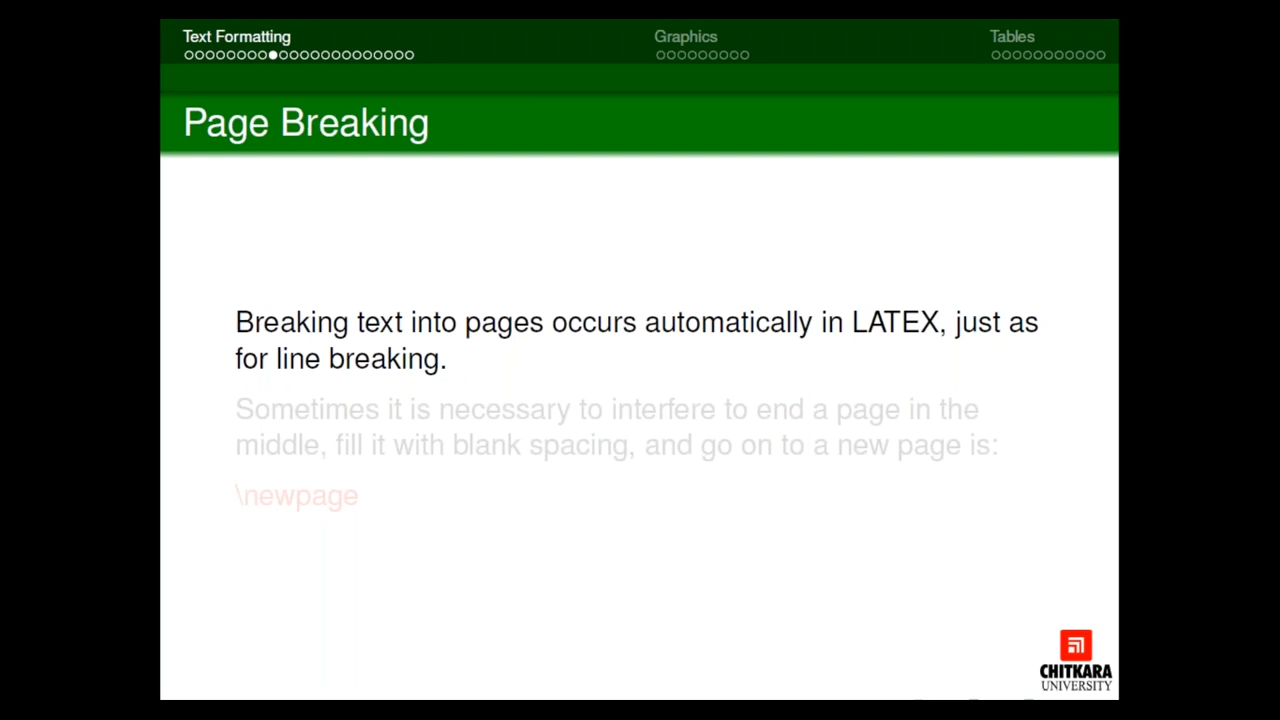 Text Formatting
Graphics
Tables
Page Breaking
Breaking text into pages occurs automatically in LATEX, just as
for line breaking.
Sometimes it is necessary to interfere to end a page in the
middle, fill it with blank spacing, and go on to a new page is:
\newpage
CHITKARA
UNIVERSITY